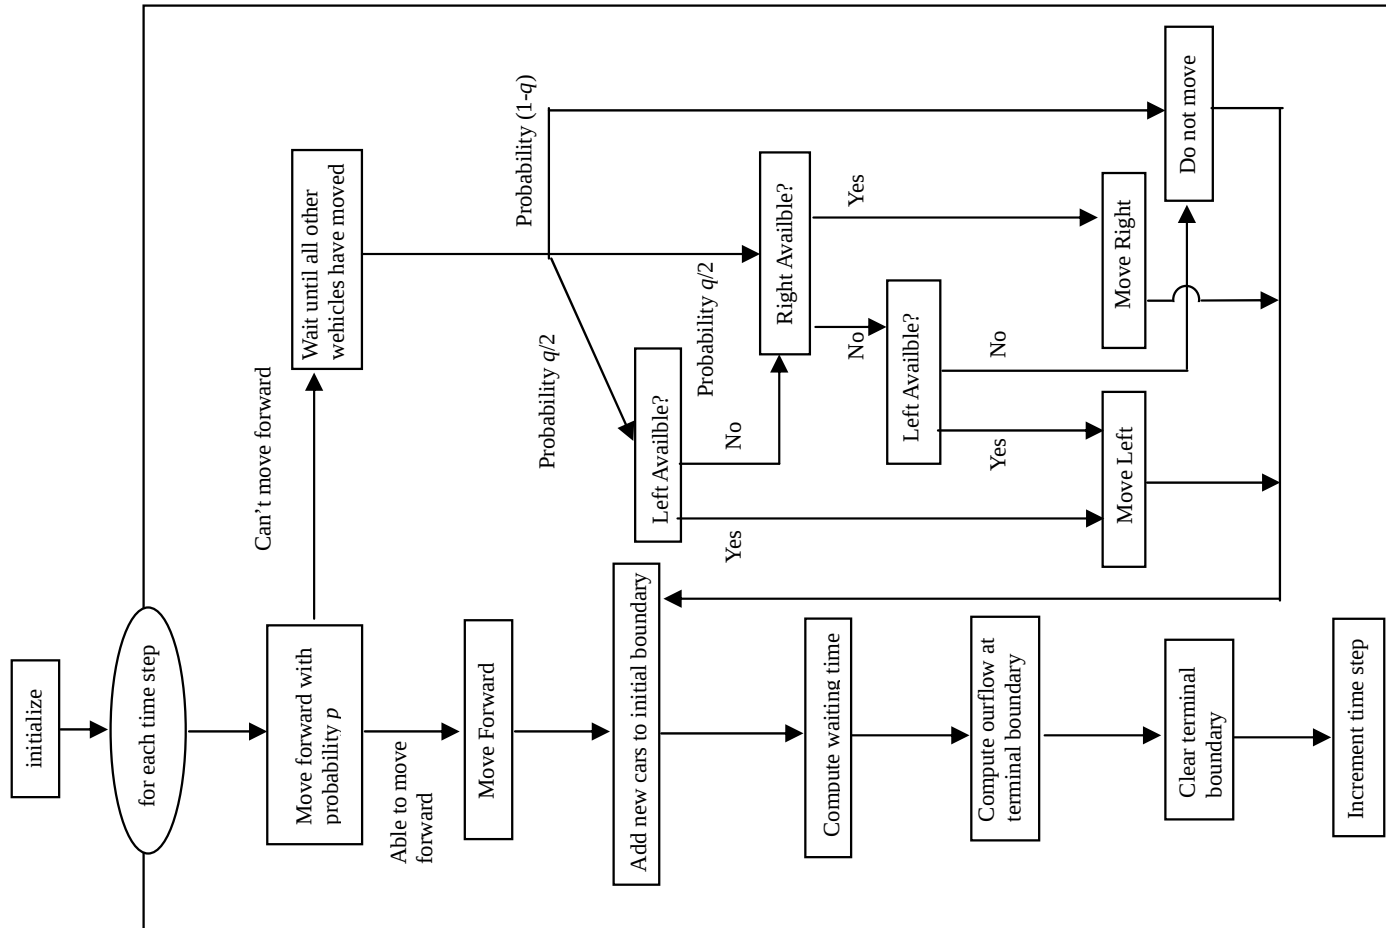 initialize
for each time step
Move forward with
probability p
Can’t move forward
Able to move
forward
Wait until all other
wehicles have moved
Move Forward
Probability (1-q)
Probability q/2
Probability q/2
Left Availble?
No
Yes
Right Availble?
Yes
No
Left Availble?
No
Yes
Move Right
Move Left
Do not move
Add new cars to initial boundary
Compute waiting time
Compute ourflow at
terminal boundary
Clear terminal
boundary
Increment time step